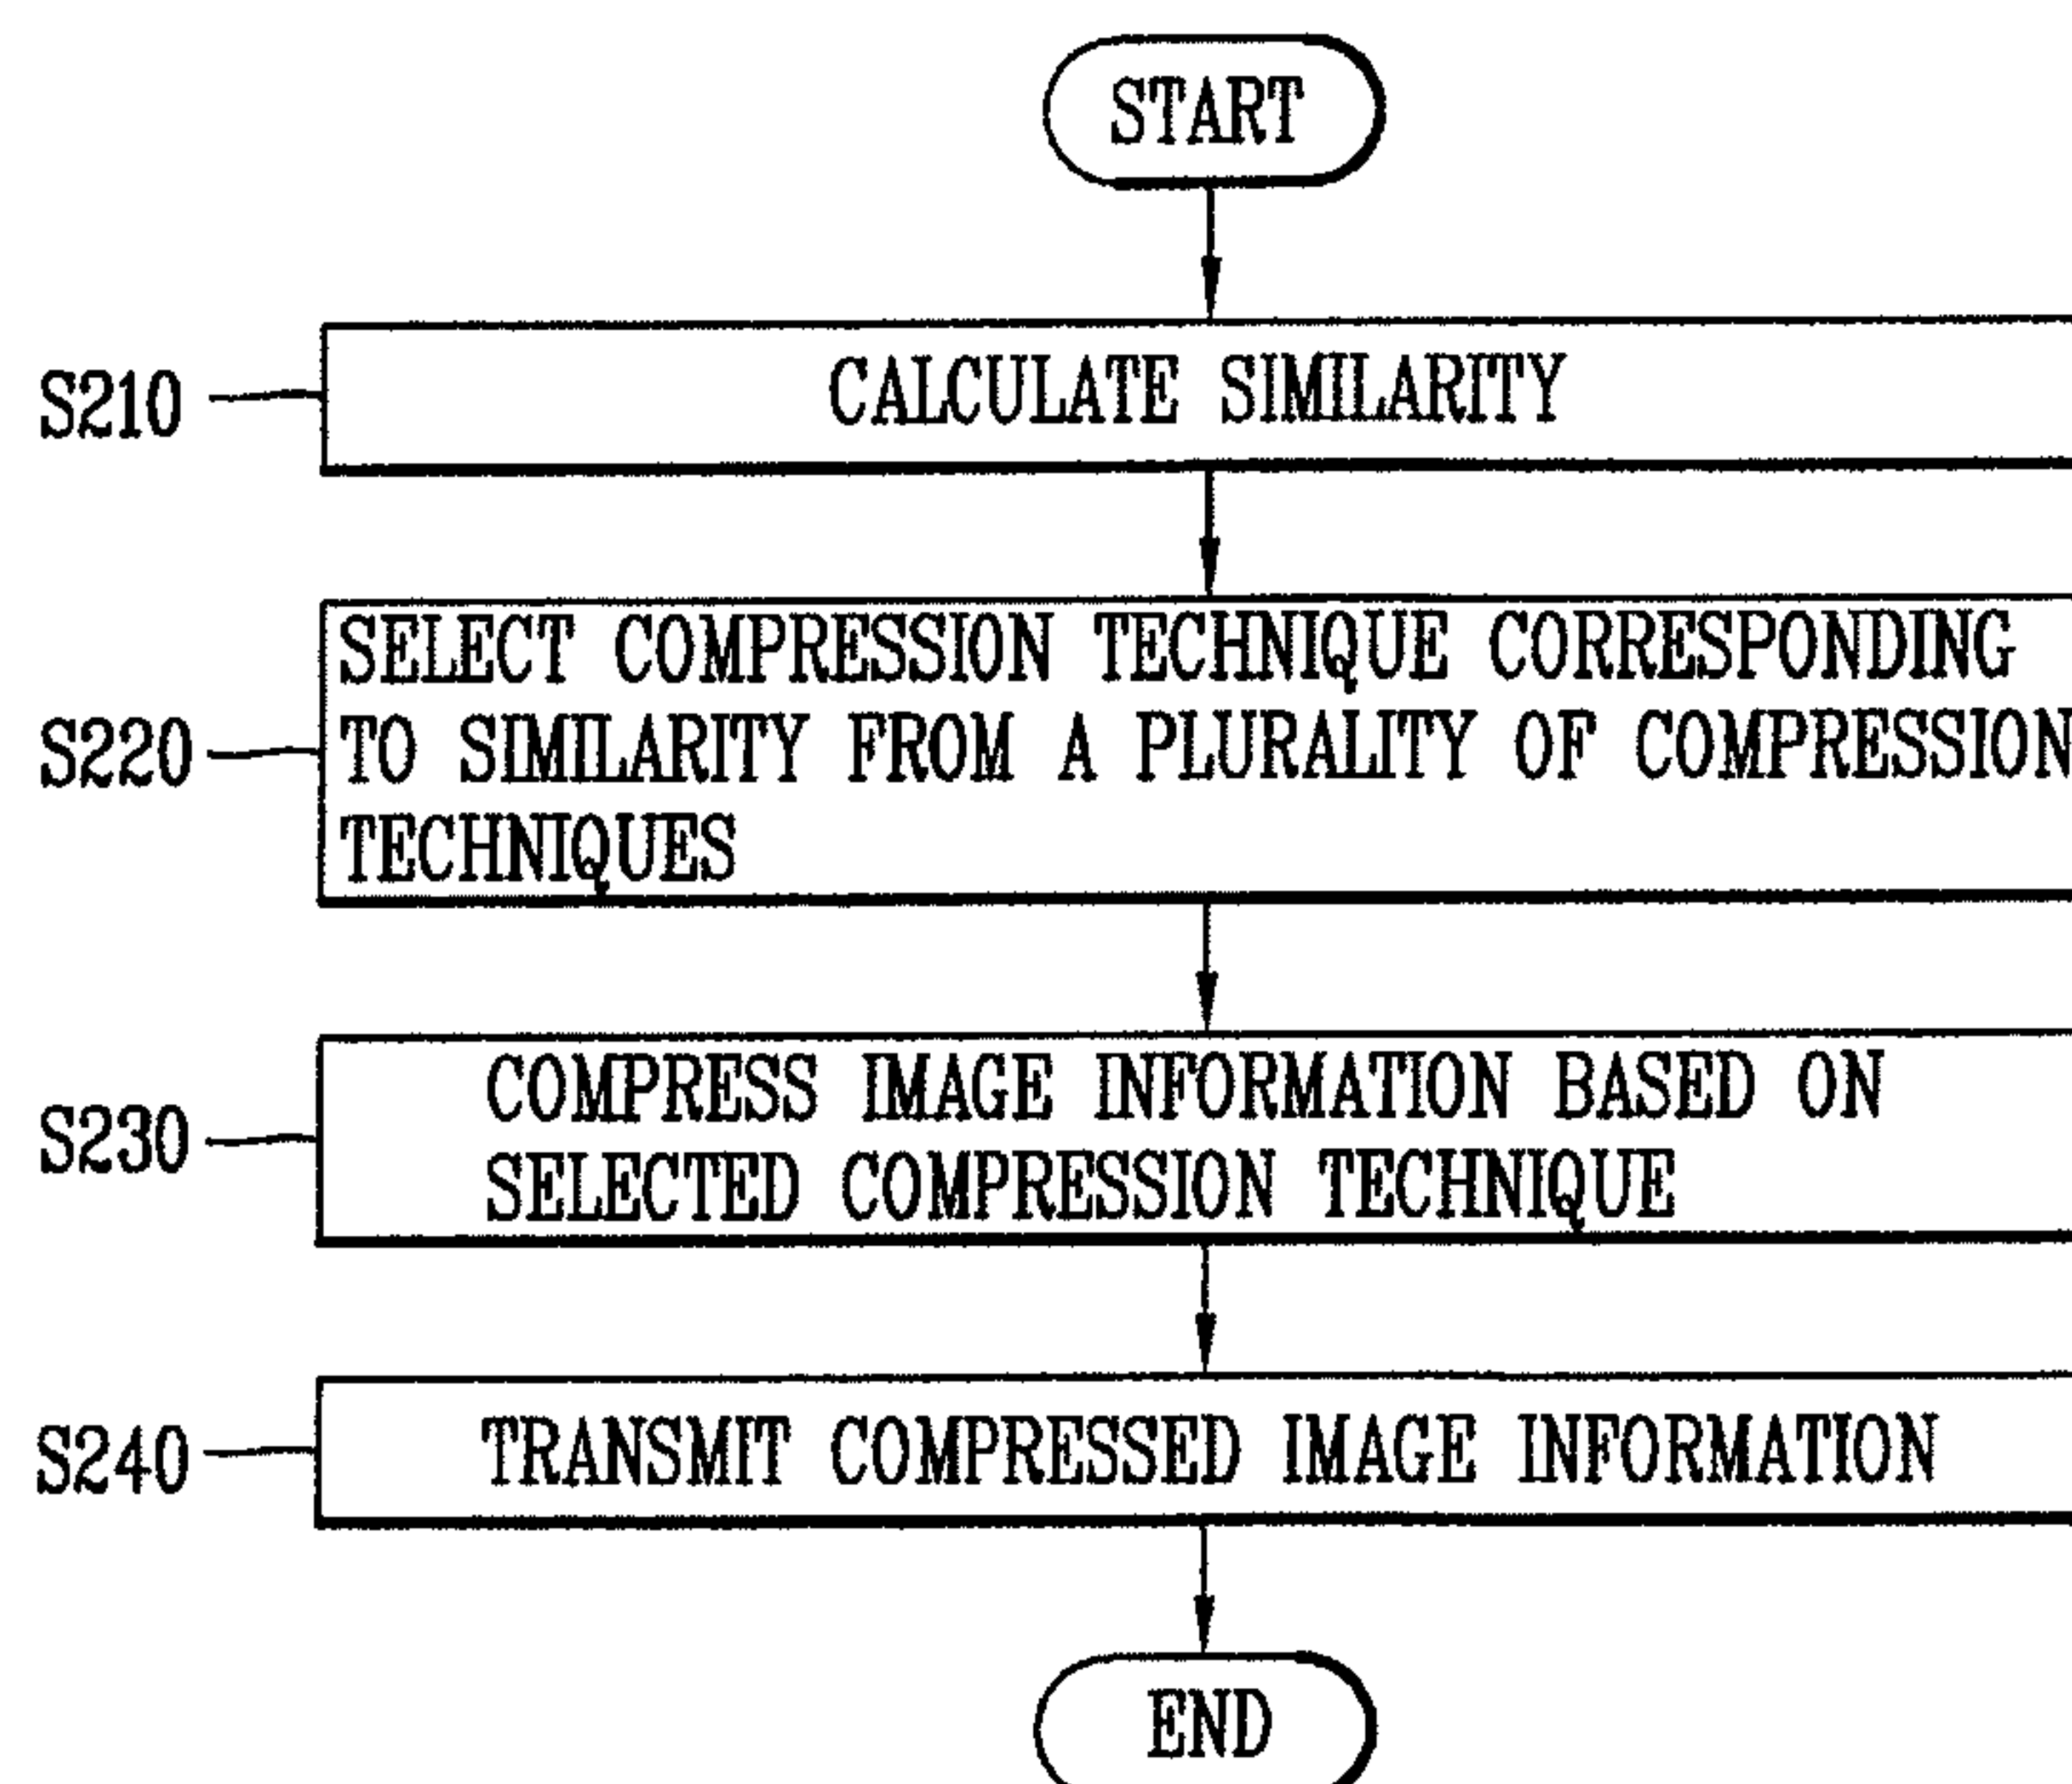 START
S210
CALCULATE SIMILARITY
S220
SELECT COMPRESSION TECHNIQUE CORRESPONDING
TO SIMILARITY FROM A PLURALITY OF COMPRESSION
TECHNIQUES
S230
COMPRESS IMAGE INFORMATION BASED ON
SELECTED COMPRESSION TECHNIQUE
S240
TRANSMIT COMPRESSED IMAGE INFORMATION
END